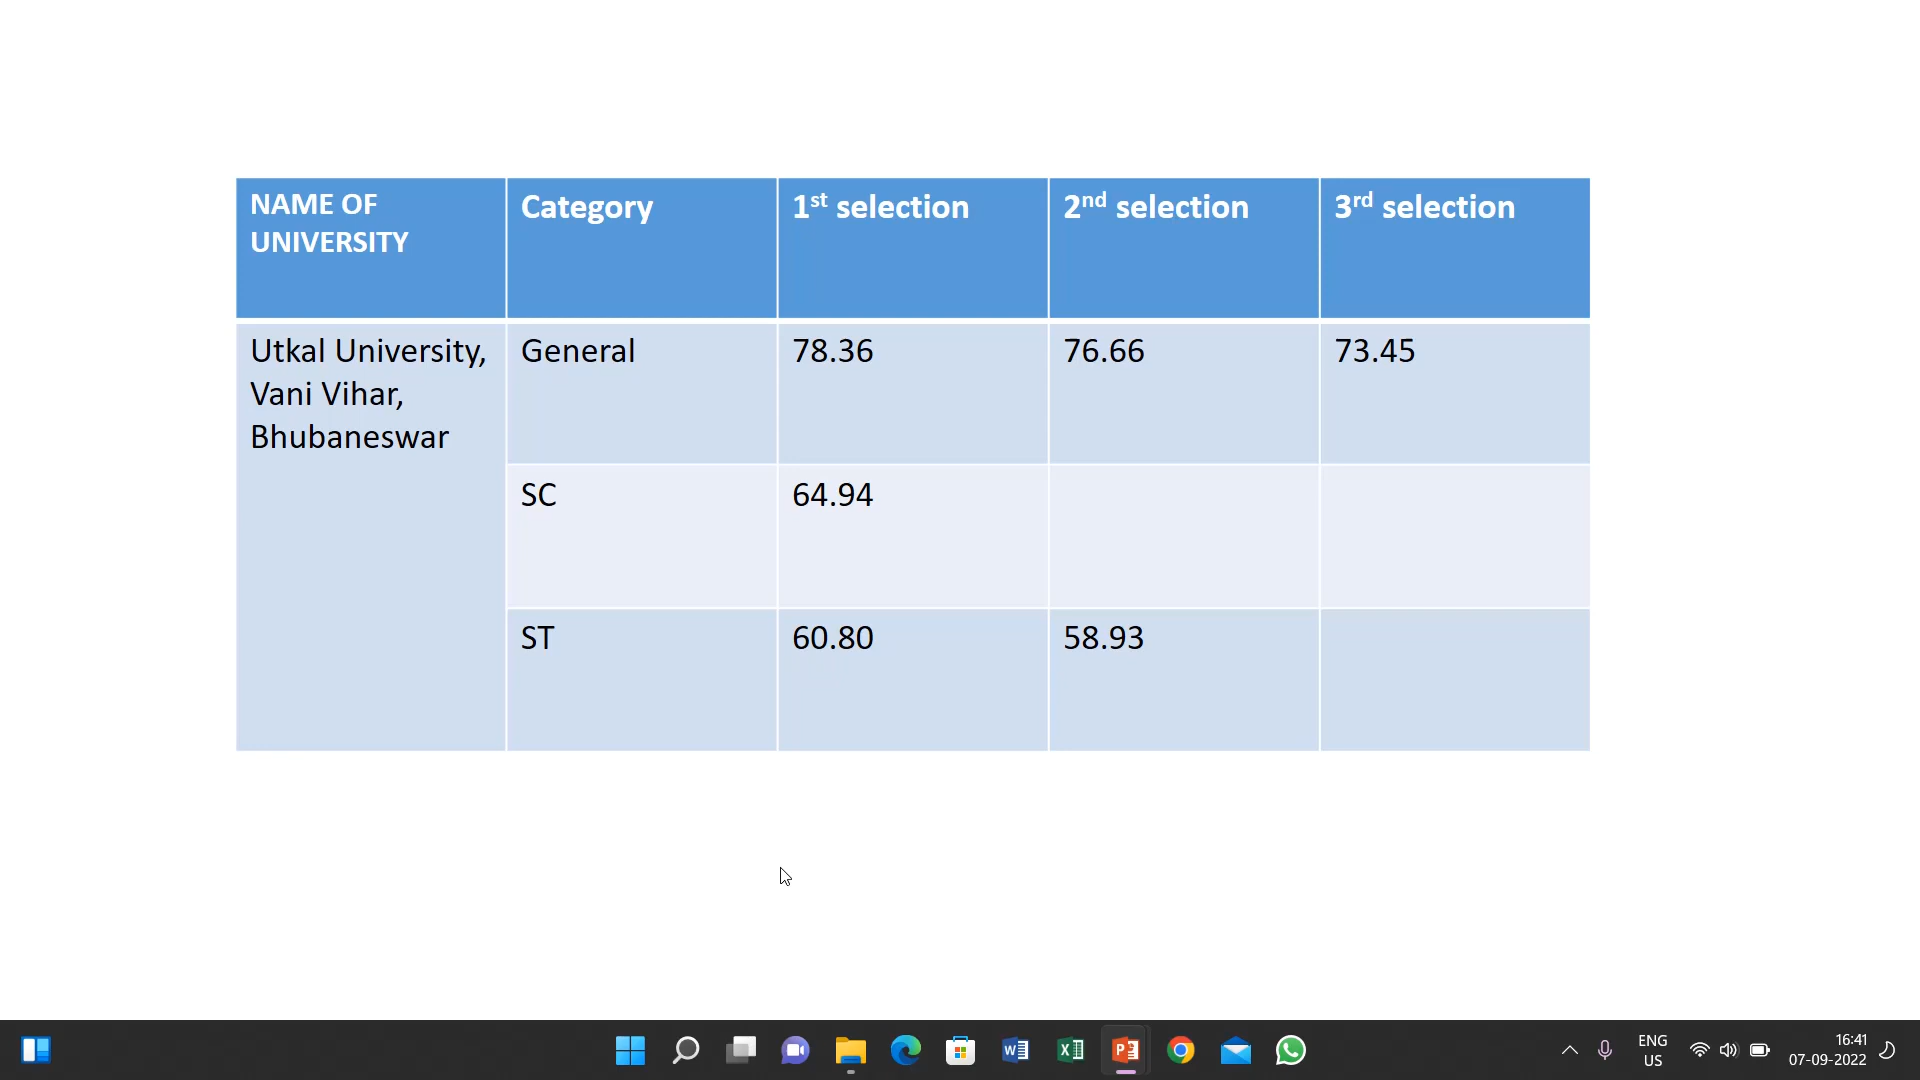 NAME OF
UNIVERSITY
Category
1st selection
2nd selection
3rd selection
Utkal University,
Vani Vihar,
Bhubaneswar
General
78.36
76.66
73.45
SC
64.94
ST
60.80
58.93
ENG
US
16:41
07-09-2022